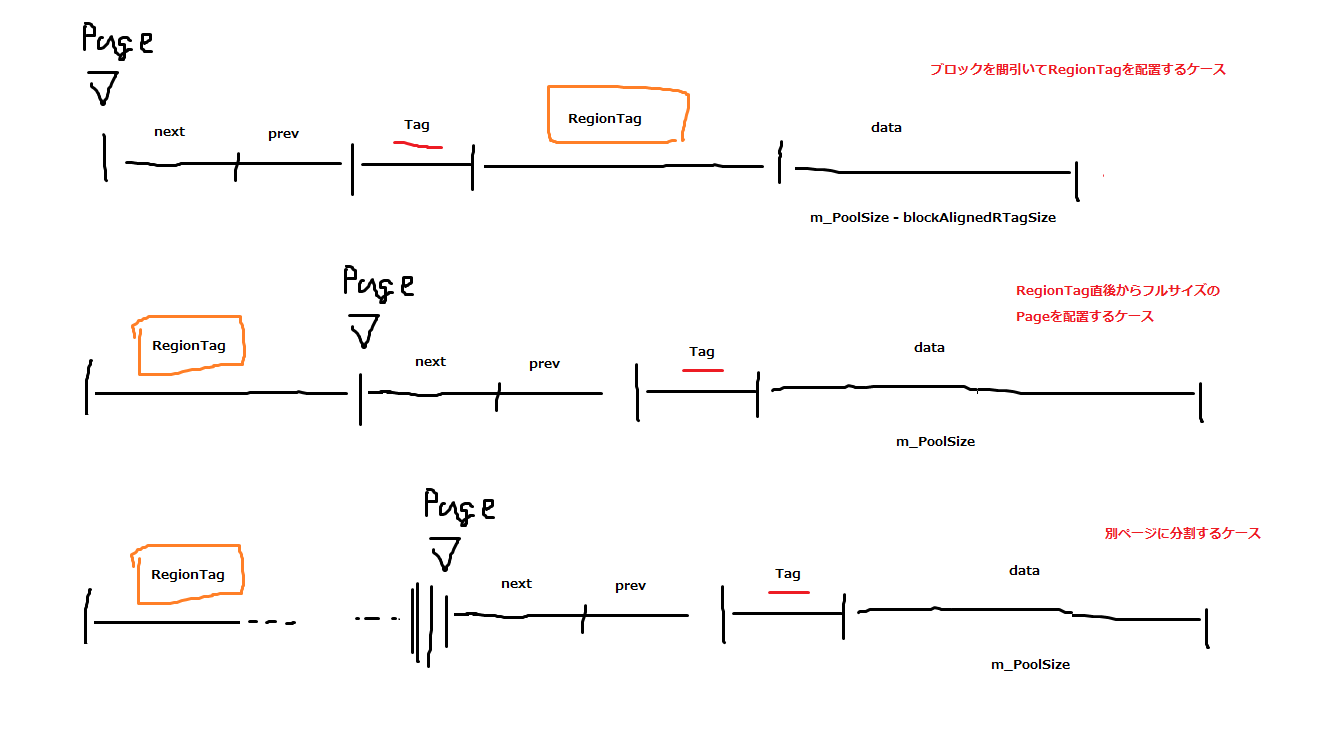 Page
ブロックを間引いてRegionTagを配置するケース
next
prev
Tag
RegionTag
data
m_PoolSize - blockAlignedRTagSize
Page
RegionTag直後からフルサイズの
Pageを配置するケース
RegionTag
next
prev
Tag
data
m_PoolSize
Page
別ページに分割するケース
RegionTag
next
prev
Tag
data
m_PoolSize